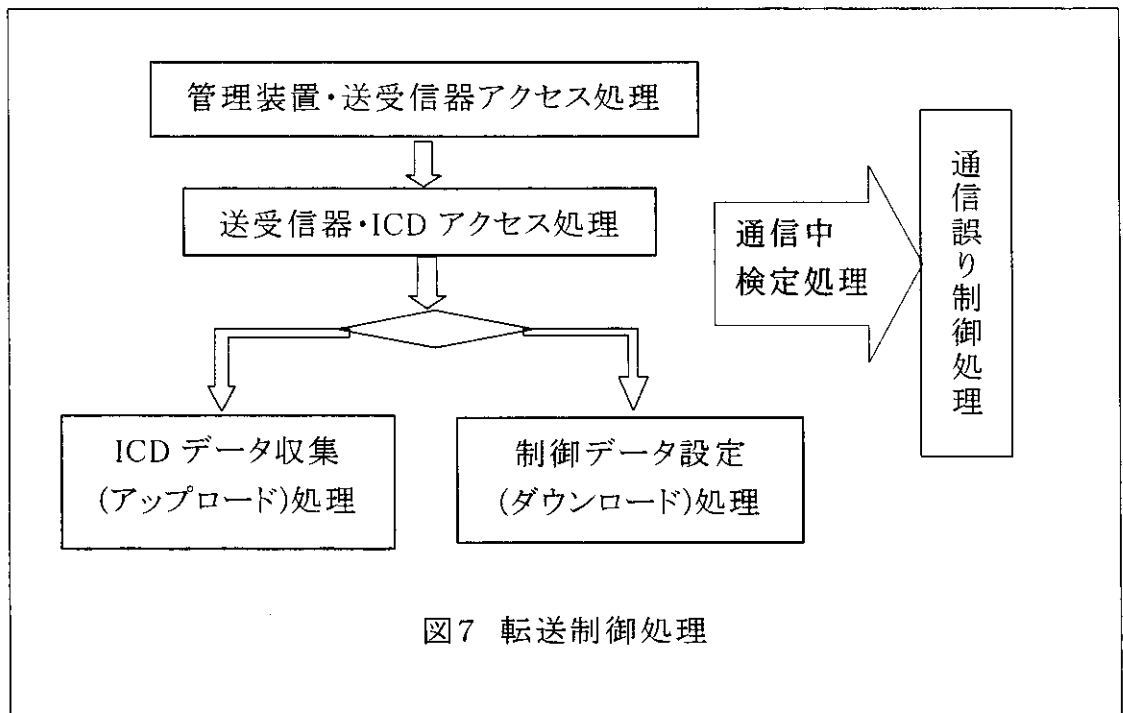 管理装置・送受信器アクセス処理
送受信器・ICD アクセス処理
通信中
検定処理
通信誤り制御処理
ICD データ収集
(アップロード)処理
制御データ設定
(ダウンロード)処理
図7 転送制御処理